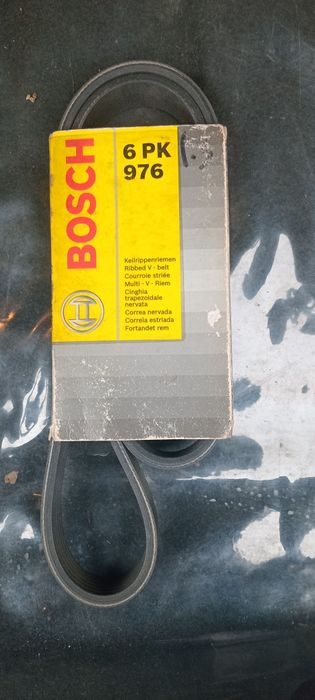 BOSCH
6 PK
976
Keilrippenriemen
Ribbed V - belt
Courroie striée
Multi - V - Riem
Cinghia
trapezoidale
nervata
Correa nervada
Correia estriada
Fortandet rem